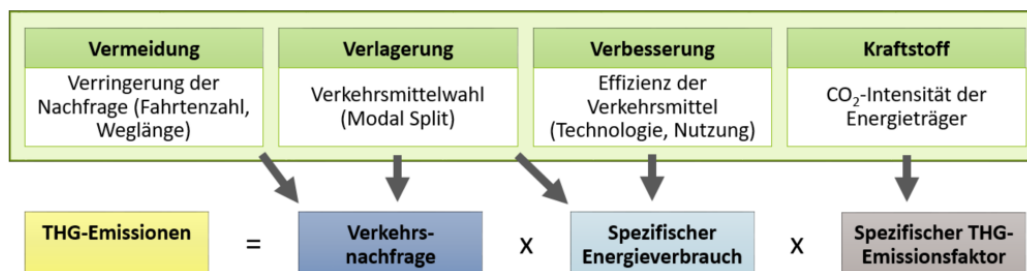 Vermeidung
Verringerung der
Nachfrage (Fahrtenzahl,
Weglänge)
Verlagerung
Verkehrsmittelwahl
(Modal Split)
Verbesserung
Effizienz der
Verkehrsmittel
(Technologie, Nutzung)
Kraftstoff
CO₂-Intensität der
Energieträger
THG-Emissionen
=
Verkehrs-
nachfrage
x
Spezifischer
Energieverbrauch
x
Spezifischer THG-
Emissionsfaktor